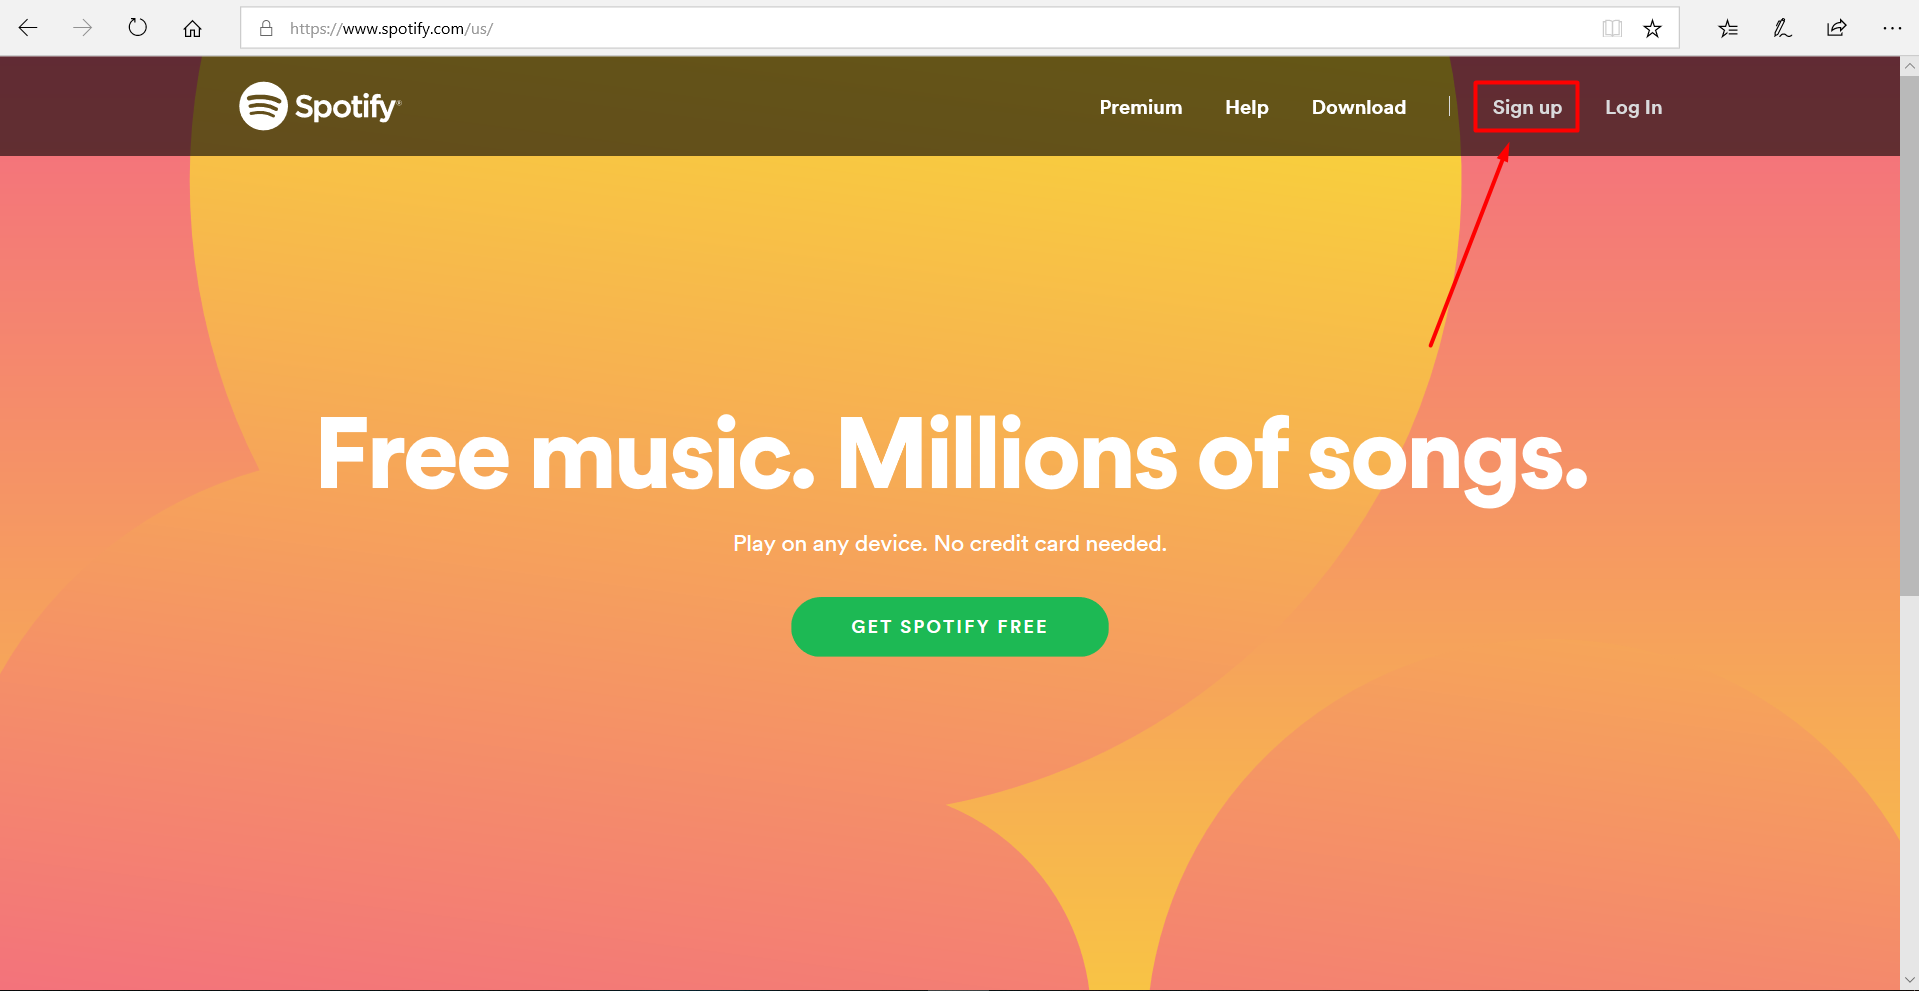 https://www.spotify.com/us/
Spotify®
Premium Help Download Sign up Log In
Free music. Millions of songs.
Play on any device. No credit card needed.
GET SPOTIFY FREE